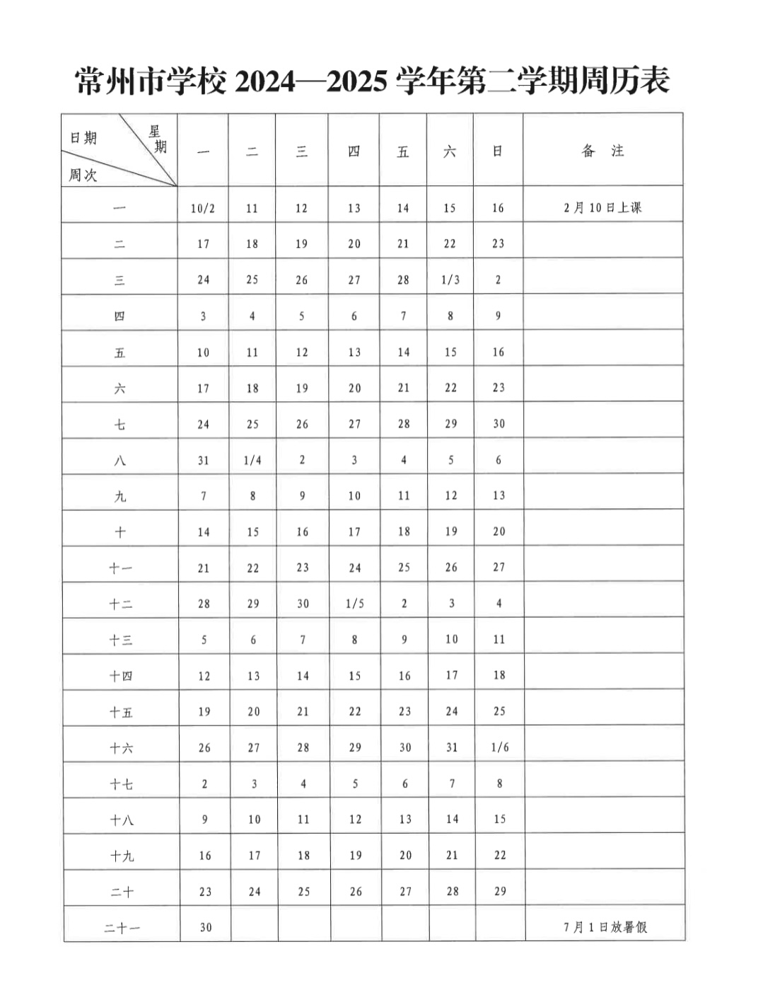 常州市学校 2024—2025 学年第二学期周历表
日期 星期 周次 一 二 三 四 五 六 日 备 注
一 10/2 11 12 13 14 15 16 2月10日上课
二 17 18 19 20 21 22 23
三 24 25 26 27 28 1/3 2
四 3 4 5 6 7 8 9
五 10 11 12 13 14 15 16
六 17 18 19 20 21 22 23
七 24 25 26 27 28 29 30
八 31 1/4 2 3 4 5 6
九 7 8 9 10 11 12 13
十 14 15 16 17 18 19 20
十一 21 22 23 24 25 26 27
十二 28 29 30 1/5 2 3 4
十三 5 6 7 8 9 10 11
十四 12 13 14 15 16 17 18
十五 19 20 21 22 23 24 25
十六 26 27 28 29 30 31 1/6
十七 2 3 4 5 6 7 8
十八 9 10 11 12 13 14 15
十九 16 17 18 19 20 21 22
二十 23 24 25 26 27 28 29
二十一 30 7月1日放暑假